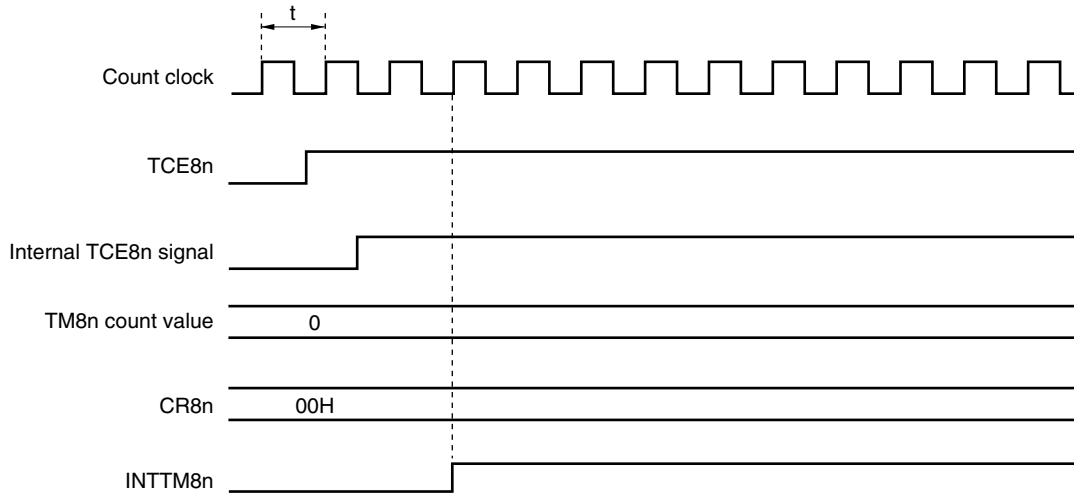 t
Count clock
TCE8n
Internal TCE8n signal
TM8n count value 0
CR8n 00H
INTTM8n